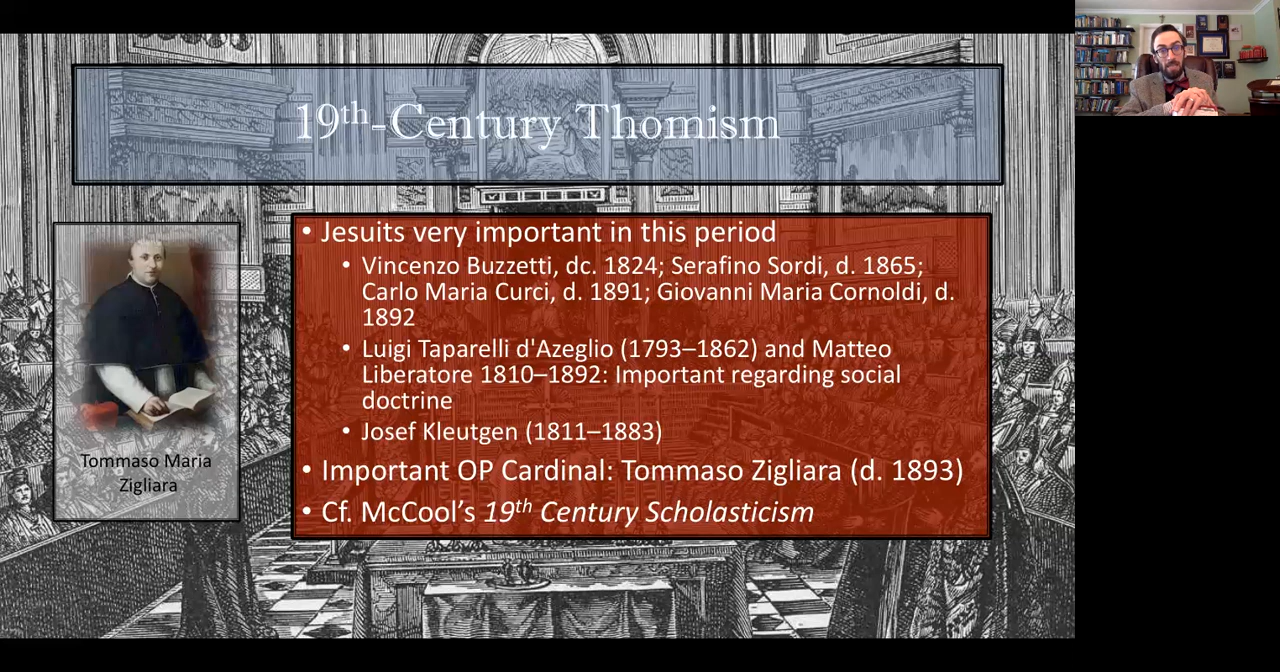 19th-Century Thomism
• Jesuits very important in this period
• Vincenzo Buzzetti, dc. 1824; Serafino Sordi, d. 1865;
Carlo Maria Curci, d. 1891; Giovanni Maria Cornoldi, d.
1892
• Luigi Taparelli d'Azeglio (1793–1862) and Matteo
Liberatore 1810–1892: Important regarding social
doctrine
• Josef Kleutgen (1811–1883)
• Important OP Cardinal: Tommaso Zigliara (d. 1893)
• Cf. McCool’s 19th Century Scholasticism
Tommaso Maria
Zigliara